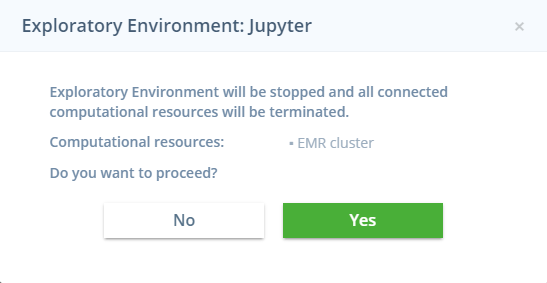 Exploratory Environment: Jupyter ×
Exploratory Environment will be stopped and all connected
computational resources will be terminated.
Computational resources: ▪ EMR cluster
Do you want to proceed?
No Yes